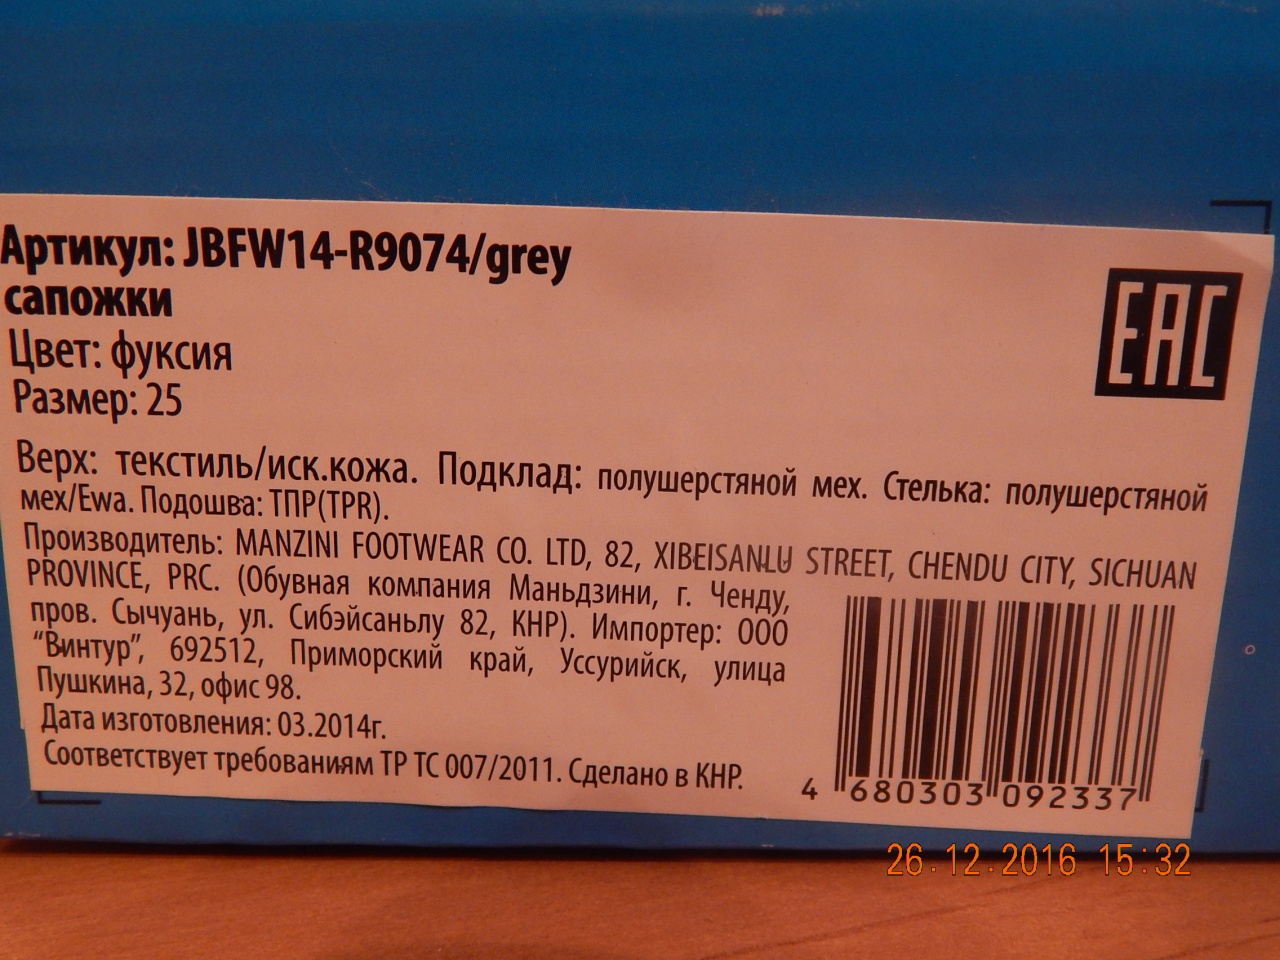 Артикул: JBFW14-R9074/grey
сапожки
Цвет: фуксия
Размер: 25
EAC
Верх: текстиль/иск.кожа. Подклад: полушерстяной мех. Стелька: полушерстяной
мех/Ewa. Подошва: ТПР(TPR).
Производитель: MANZINI FOOTWEAR CO. LTD, 82, XIBEISANLU STREET, CHENDU CITY, SICHUAN
PROVINCE, PRC. (Обувная компания Маньдзини, г. Ченду,
пров. Сычуань, ул. Сибэйсаньлу 82, КНР). Импортер: ООО
"Винтур", 692512, Приморский край, Уссурийск, улица
Пушкина, 32, офис 98.
Дата изготовления: 03.2014г.
Соответствует требованиям ТР ТС 007/2011. Сделано в КНР.
4 680303 092337
26.12.2016 15:32